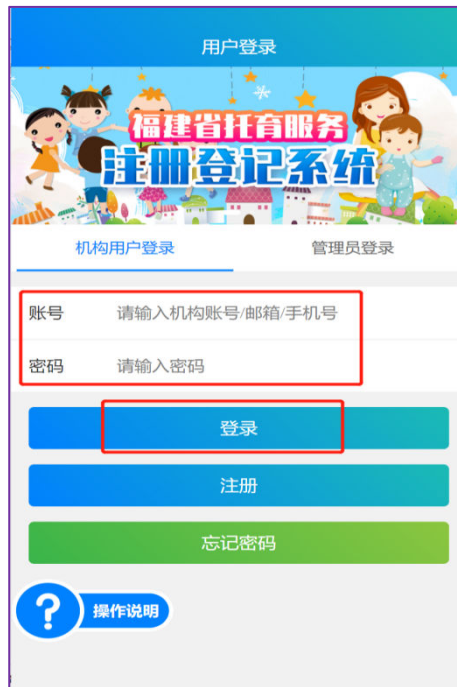 用户登录
福建省托育服务
注册登记系统
机构用户登录 管理员登录
账号 请输入机构账号/邮箱/手机号
密码 请输入密码
登录
注册
忘记密码
? 操作说明